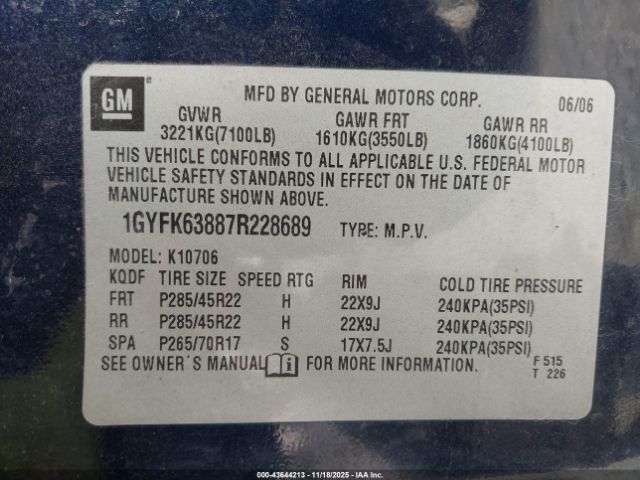 GM
MFD BY GENERAL MOTORS CORP. 06/06
GVWR GAWR FRT GAWR RR
3221KG(7100LB) 1610KG(3550LB) 1860KG(4100LB)
THIS VEHICLE CONFORMS TO ALL APPLICABLE U.S. FEDERAL MOTOR
VEHICLE SAFETY STANDARDS IN EFFECT ON THE DATE OF
MANUFACTURE SHOWN ABOVE.
1GYFK63887R228689 TYPE: M.P.V.
MODEL: K10706
KQDF TIRE SIZE SPEED RTG RIM COLD TIRE PRESSURE
FRT P285/45R22 H 22X9J 240KPA(35PSI)
RR P285/45R22 H 22X9J 240KPA(35PSI)
SPA P265/70R17 S 17X7.5J 240KPA(35PSI)
SEE OWNER'S MANUAL FOR MORE INFORMATION.
F 515
T 226
000-43644213 - 11/18/2025 - IAA Inc.